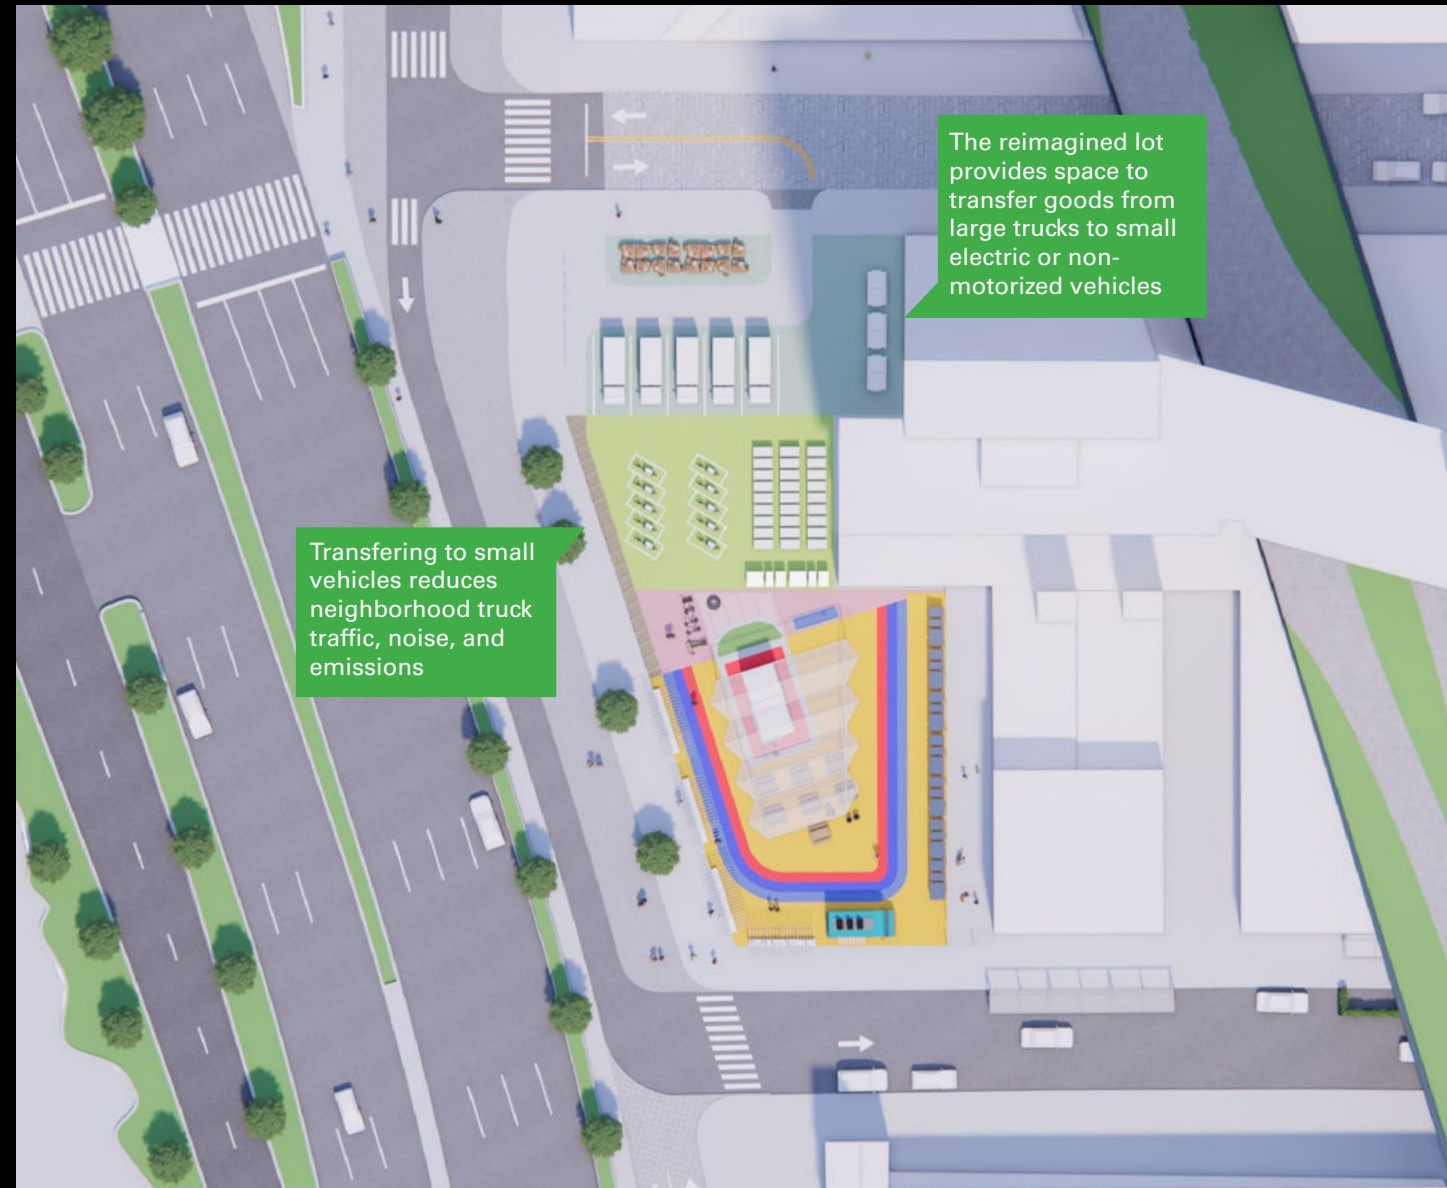 The reimagined lot
provides space to
transfer goods from
large trucks to small
electric or non-
motorized vehicles
Transfering to small
vehicles reduces
neighborhood truck
traffic, noise, and
emissions